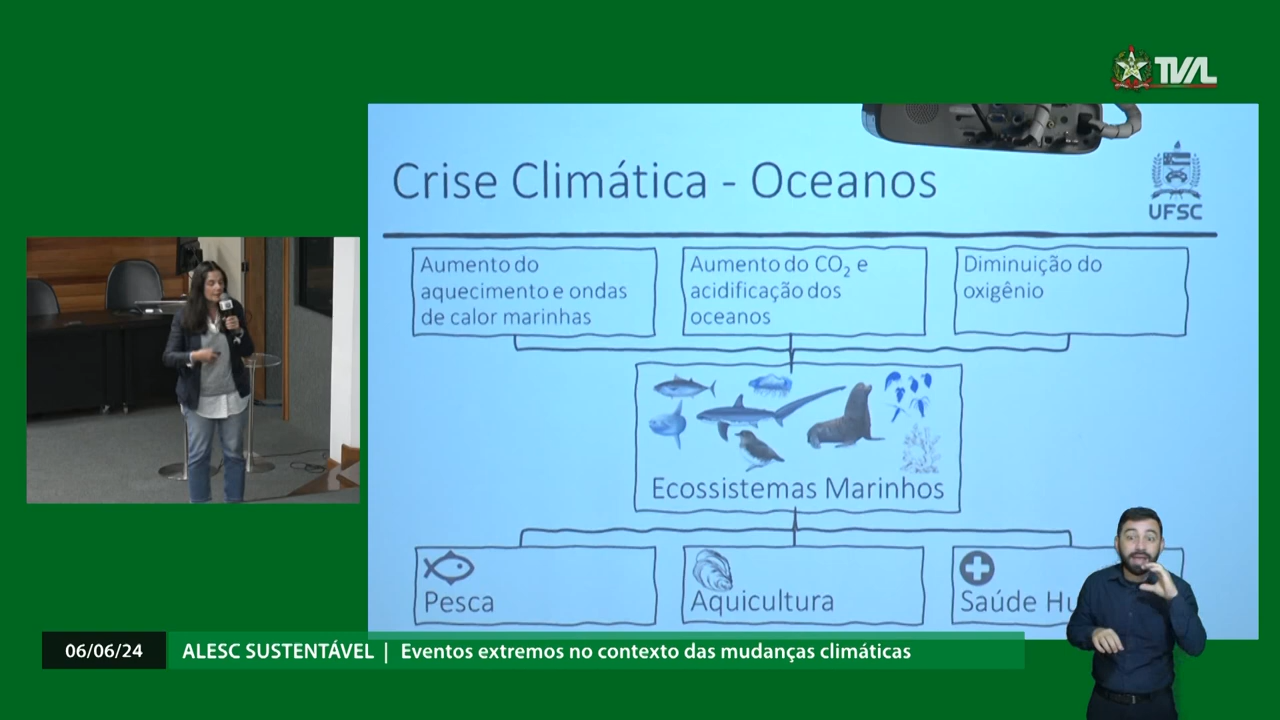 TVAL
Crise Climática - Oceanos
UFSC
Aumento do
aquecimento e ondas
de calor marinhas
Aumento do CO₂ e
acidificação dos
oceanos
Diminuição do
oxigênio
Ecossistemas Marinhos
Pesca
Aquicultura
Saúde Hu
06/06/24
ALESC SUSTENTÁVEL | Eventos extremos no contexto das mudanças climáticas